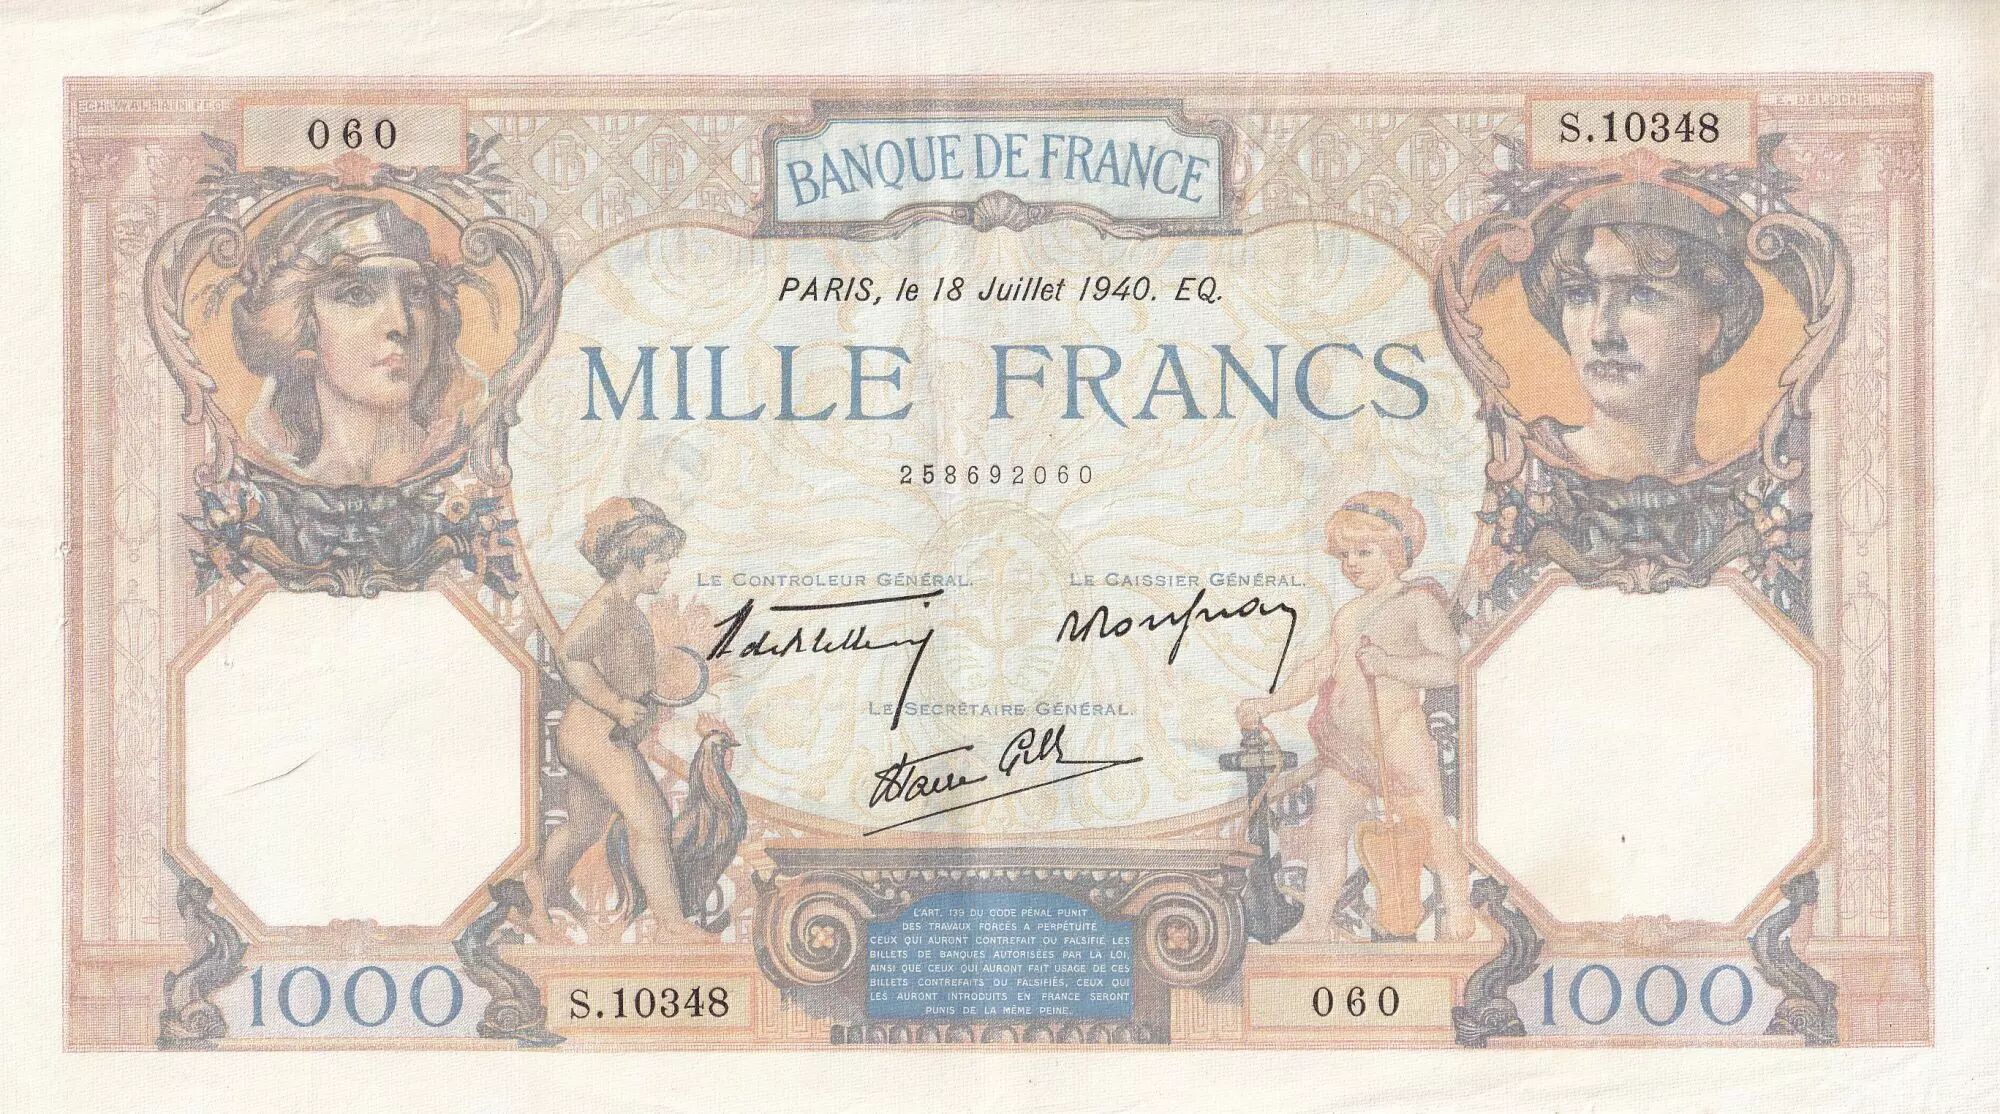 CH. WALHAIN FEC.
060
S.10348
BANQUE DE FRANCE
PARIS, le 18 Juillet 1940. EQ.
MILLE FRANCS
258692060
LE CONTROLEUR GÉNÉRAL.
LE CAISSIER GÉNÉRAL.
LE SECRÉTAIRE GÉNÉRAL.
L'ART. 139 DU CODE PÉNAL PUNIT
DES TRAVAUX FORCÉS A PERPÉTUITÉ
CEUX QUI AURONT CONTREFAIT OU FALSIFIÉ LES
BILLETS DE BANQUES AUTORISÉES PAR LA LOI,
AINSI QUE CEUX QUI AURONT FAIT USAGE DE CES
BILLETS CONTREFAITS OU FALSIFIÉS, CEUX QUI
LES AURONT INTRODUITS EN FRANCE SERONT
PUNIS DE LA MÊME PEINE.
1000
S.10348
060
1000